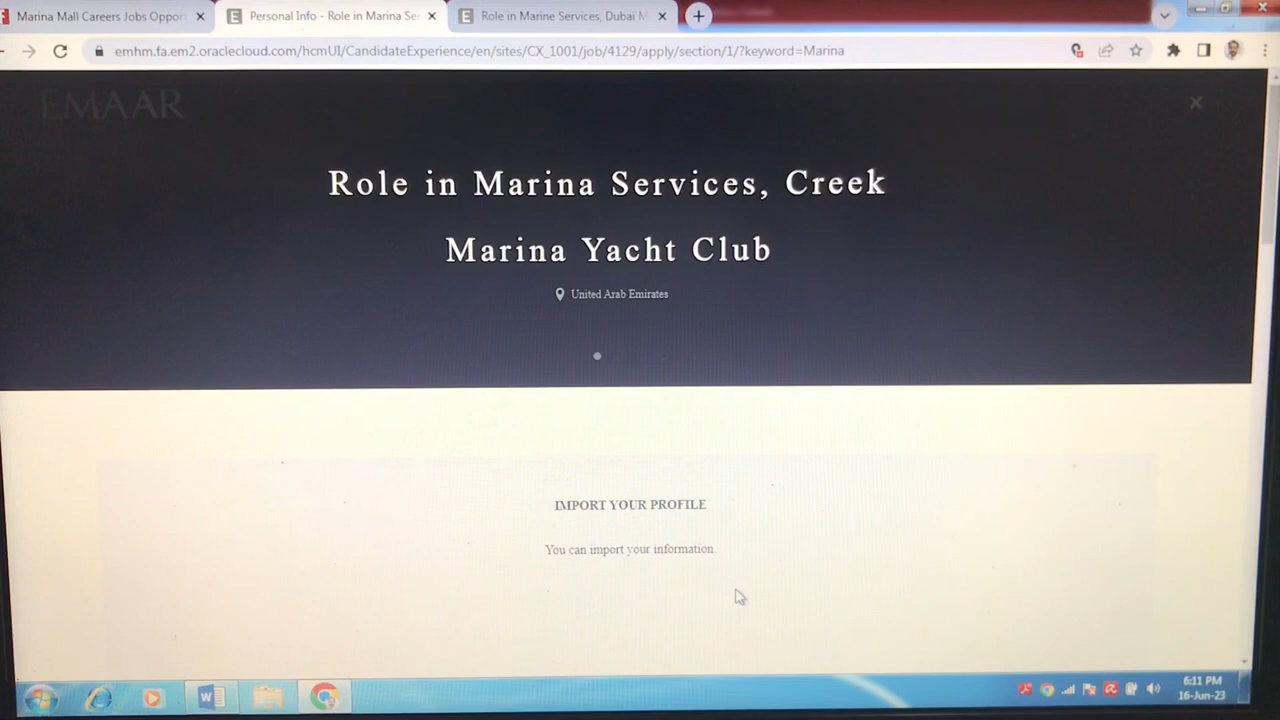 Marina Mall Careers Jobs Opport
Personal Info - Role in Marina Se
Role in Marine Services, Dubai M
emhm.fa.em2.oraclecloud.com/hcmUI/CandidateExperience/en/sites/CX_1001/job/4129/apply/section/1/?keyword=Marina
EMAAR
Role in Marina Services, Creek
Marina Yacht Club
United Arab Emirates
IMPORT YOUR PROFILE
You can import your information.
6:11 PM
16-Jun-23